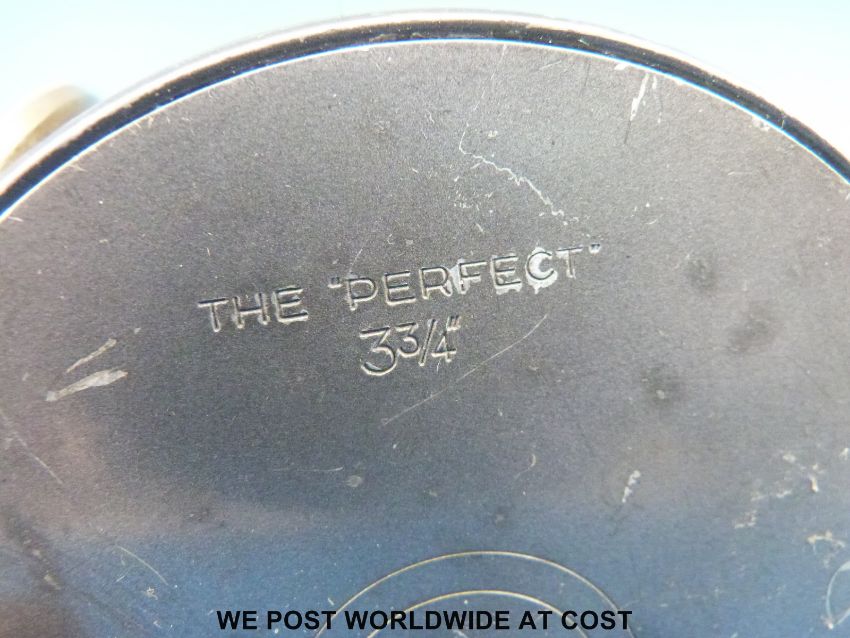 THE "PERFECT"
3¾"
WE POST WORLDWIDE AT COST